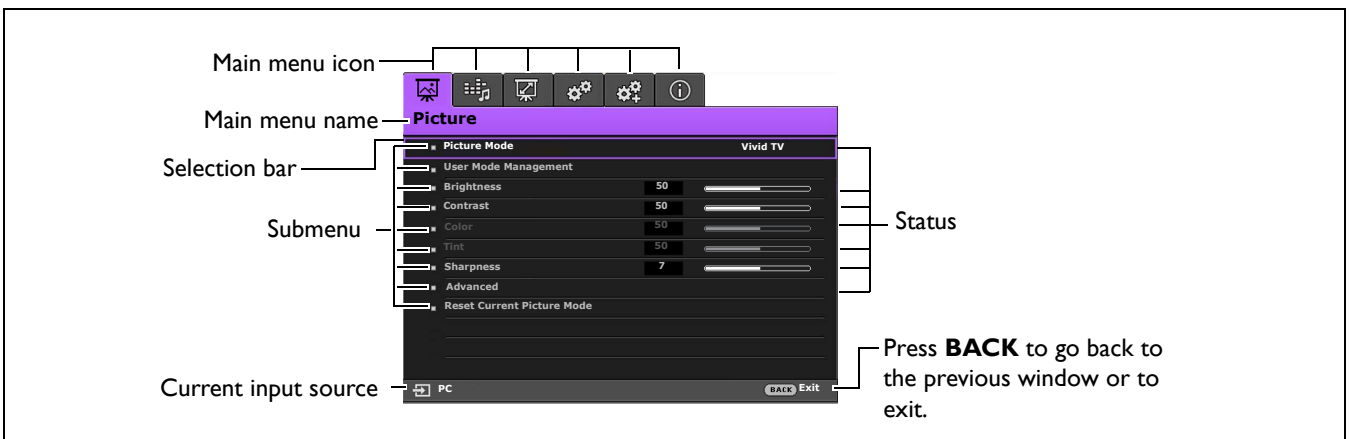 Main menu icon
Main menu name
Picture
Selection bar
Picture Mode Vivid TV
User Mode Management
Brightness 50
Contrast 50
Submenu
Color 50
Status
Tint 50
Sharpness 7
Advanced
Reset Current Picture Mode
Current input source
PC
BACK Exit
Press BACK to go back to
the previous window or to
exit.